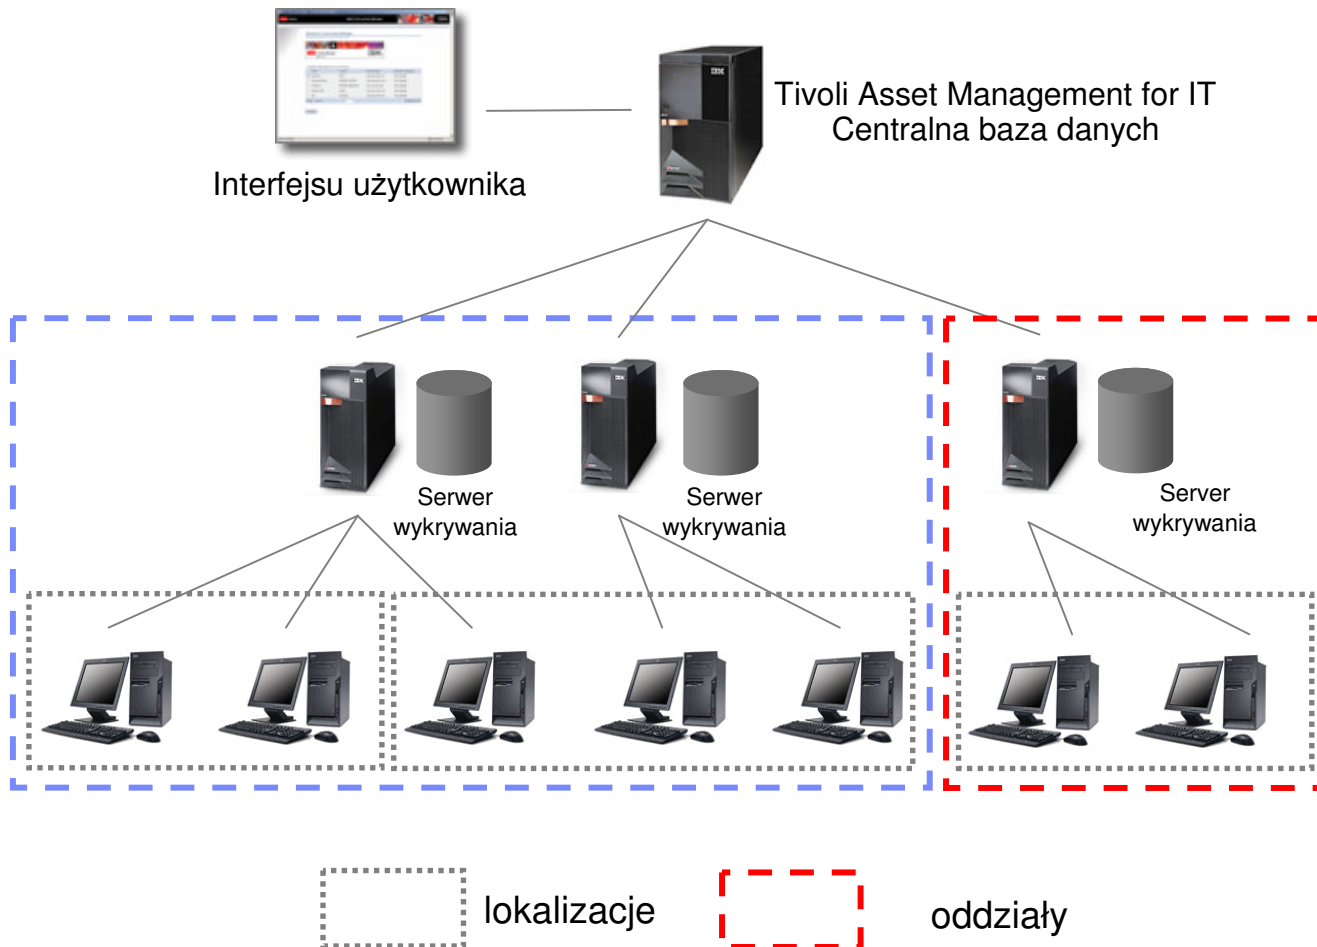 Tivoli Asset Management for IT
Centralna baza danych
Interfejsu użytkownika
Serwer
wykrywania
Serwer
wykrywania
Server
wykrywania
lokalizacje
oddziały